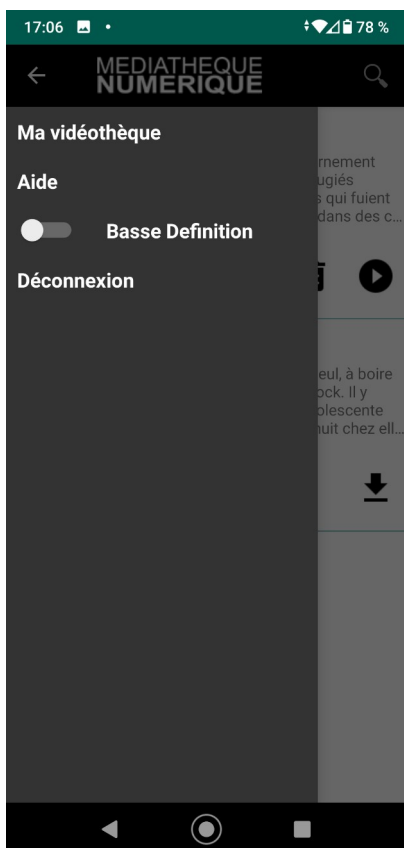 17:06
78 %
MEDIATHEQUE
NUMERIQUE
Ma vidéothèque
Aide
Basse Definition
Déconnexion
rnement
ugiés
s qui fuient
dans des c...
eul, à boire
ock. Il y
olescente
nuit chez ell...